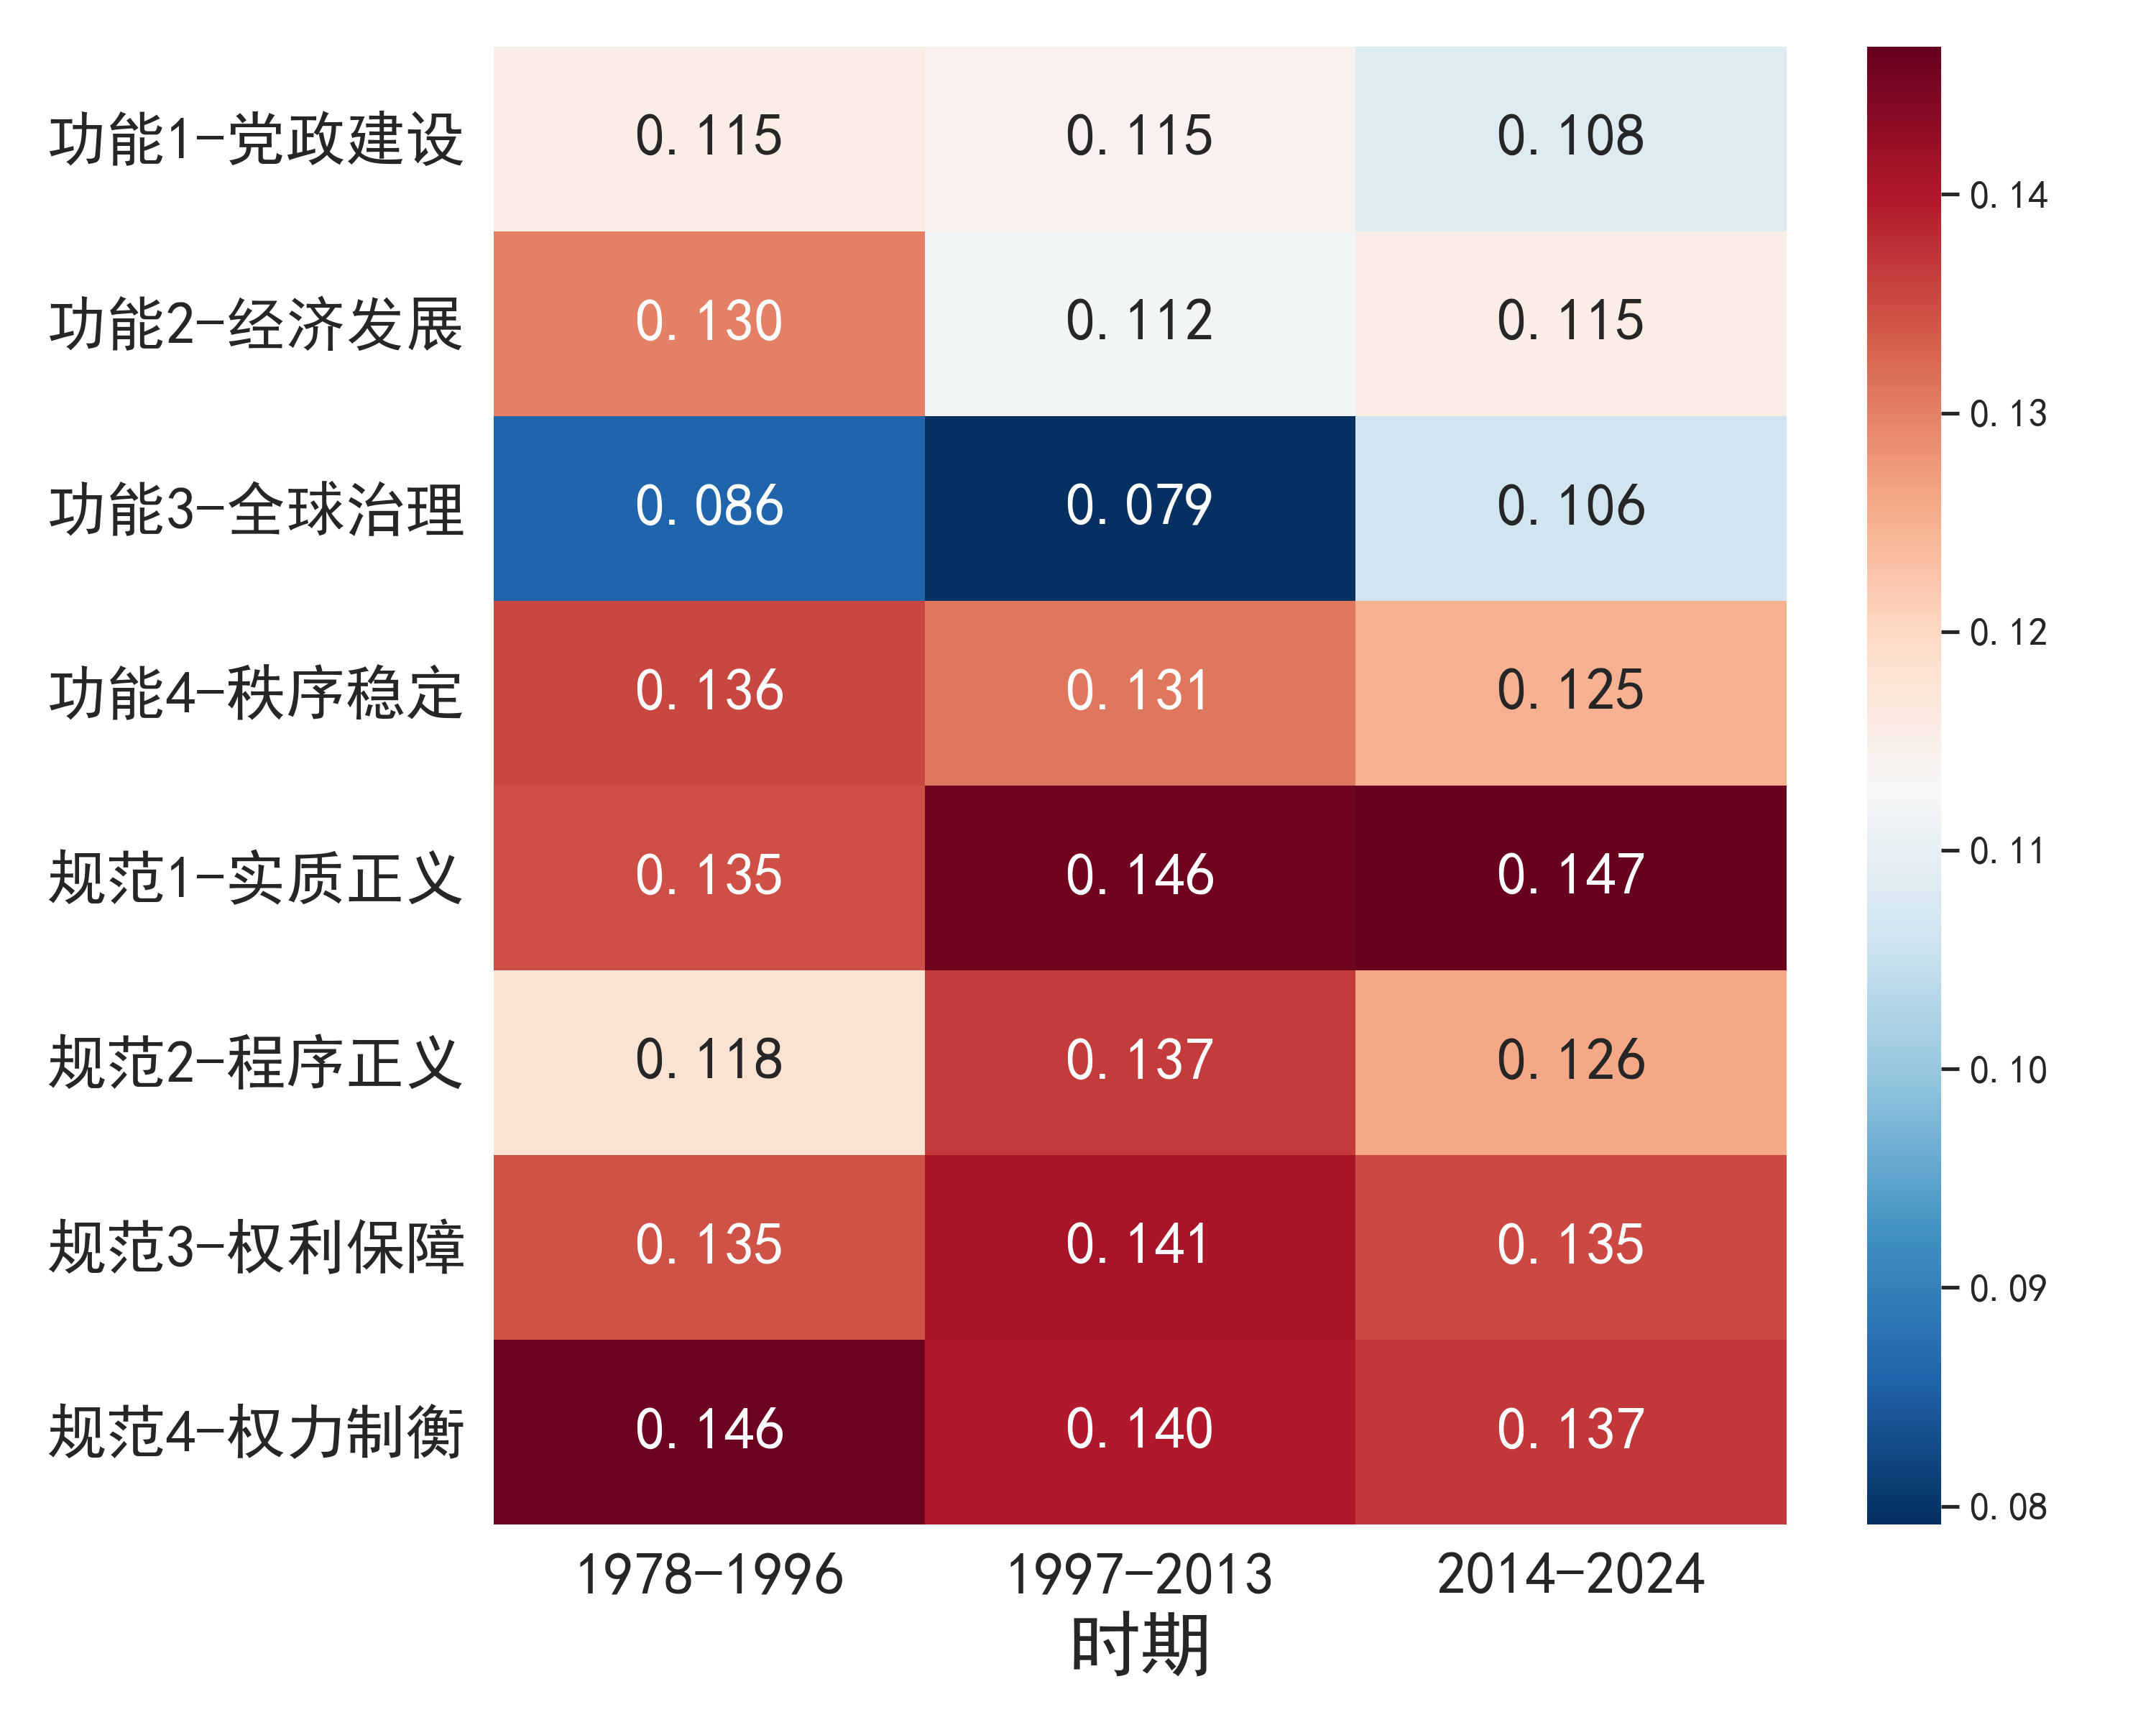 功能1-党政建设 0.115 0.115 0.108
0.14
功能2-经济发展 0.130 0.112 0.115
0.13
功能3-全球治理 0.086 0.079 0.106
0.12
功能4-秩序稳定 0.136 0.131 0.125
0.11
规范1-实质正义 0.135 0.146 0.147
规范2-程序正义 0.118 0.137 0.126
0.10
规范3-权利保障 0.135 0.141 0.135
0.09
规范4-权力制衡 0.146 0.140 0.137
0.08
1978-1996 1997-2013 2014-2024
时期